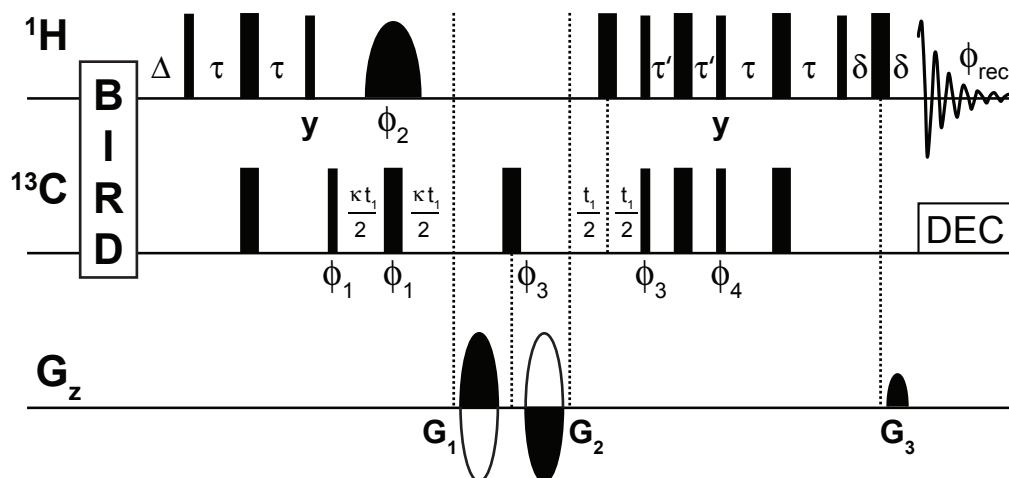 ¹H
Δ τ τ τ' τ' τ τ δ δ ϕrec
y ϕ₂ y
BIRD
¹³C
κt₁/2 κt₁/2 t₁/2 t₁/2
DEC
ϕ₁ ϕ₁ ϕ₃ ϕ₃ ϕ₄
Gz
G₁ G₂ G₃